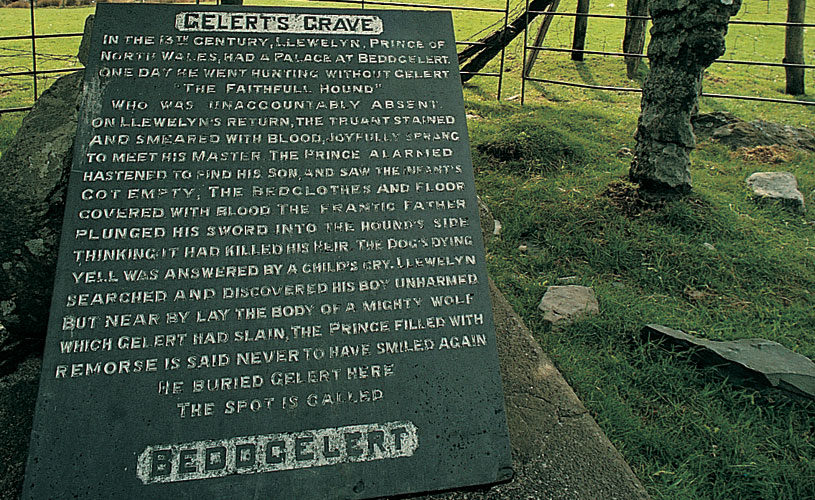 GELERT'S GRAVE
IN THE 13TH CENTURY, LLEWELYN, PRINCE OF
NORTH WALES, HAD A PALACE AT BEDDGELERT.
ONE DAY HE WENT HUNTING WITHOUT GELERT
"THE FAITHFULL HOUND"
WHO WAS UNACCOUNTABLY ABSENT.
ON LLEWELYN'S RETURN, THE TRUANT STAINED
AND SMEARED WITH BLOOD, JOYFULLY SPRANG
TO MEET HIS MASTER. THE PRINCE ALARMED
HASTENED TO FIND HIS SON, AND SAW THE INFANT'S
COT EMPTY, THE BEDCLOTHES AND FLOOR
COVERED WITH BLOOD THE FRANTIC FATHER
PLUNGED HIS SWORD INTO THE HOUND'S SIDE
THINKING IT HAD KILLED HIS HEIR. THE DOG'S DYING
YELL WAS ANSWERED BY A CHILD'S CRY. LLEWELYN
SEARCHED AND DISCOVERED HIS BOY UNHARMED
BUT NEAR BY LAY THE BODY OF A MIGHTY WOLF
WHICH GELERT HAD SLAIN, THE PRINCE FILLED WITH
REMORSE IS SAID NEVER TO HAVE SMILED AGAIN
HE BURIED GELERT HERE
THE SPOT IS CALLED
BEDDGELERT